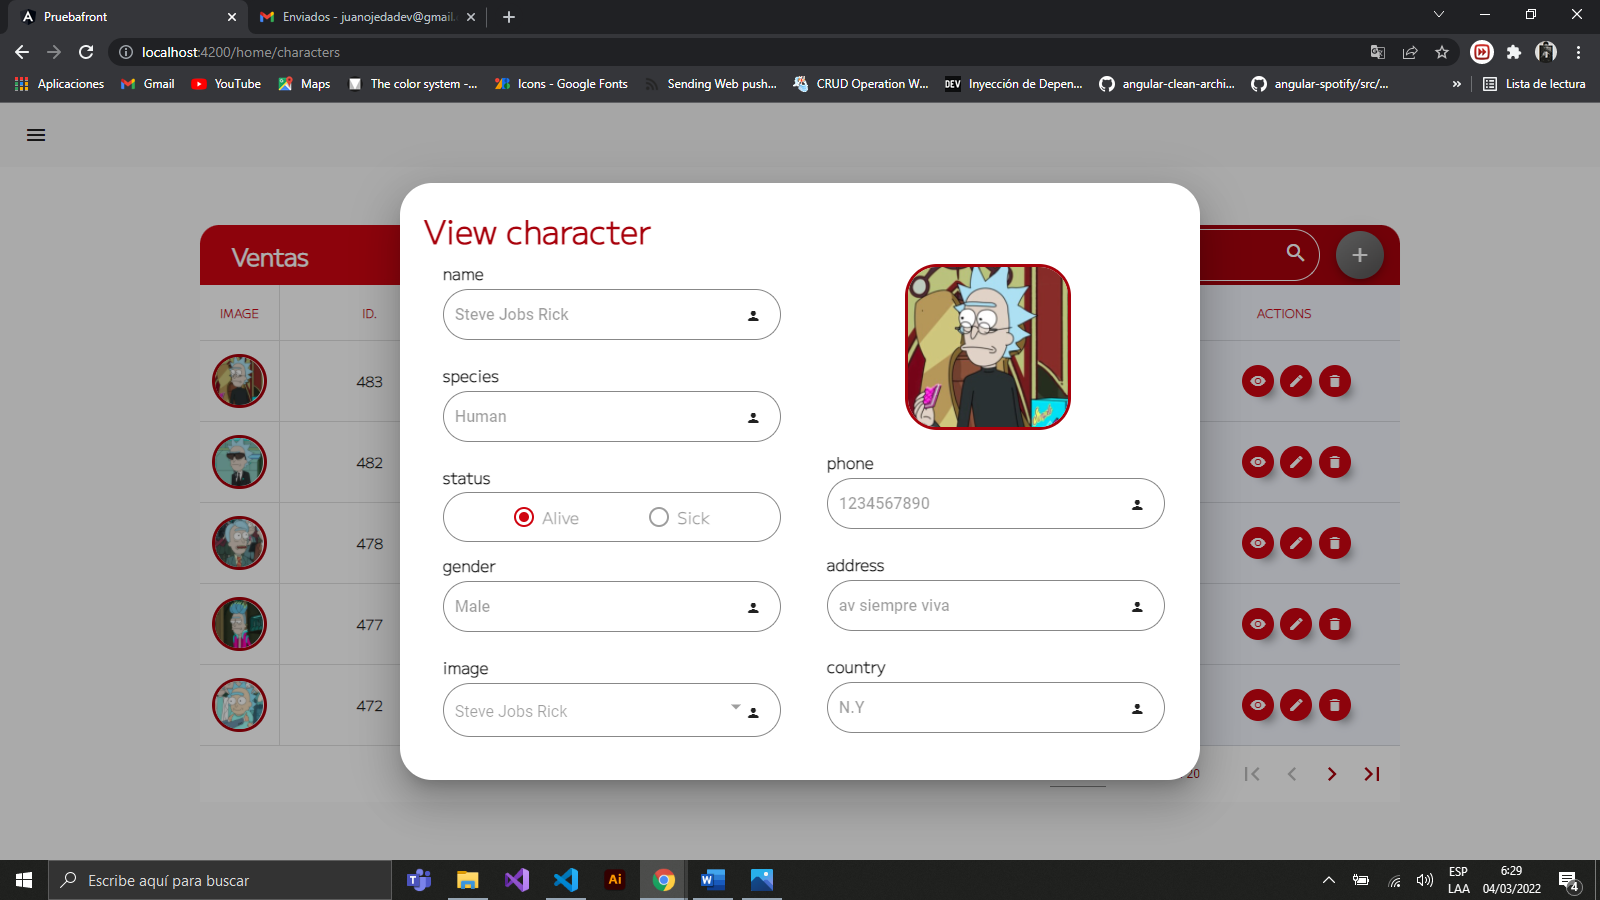 Pruebafront
Enviados - juanojedadev@gmail.
localhost:4200/home/characters
Aplicaciones
Gmail
YouTube
Maps
The color system -...
Icons - Google Fonts
Sending Web push...
CRUD Operation W...
DEV
Inyección de Depen...
angular-clean-archi...
angular-spotify/src/...
»
Lista de lectura
Ventas
IMAGE
ID.
ACTIONS
483
482
478
477
472
View character
name
Steve Jobs Rick
species
Human
status
Alive
Sick
gender
Male
image
Steve Jobs Rick
phone
1234567890
address
av siempre viva
country
N.Y
20
Escribe aquí para buscar
Ai
ESP
LAA
6:29
04/03/2022
4